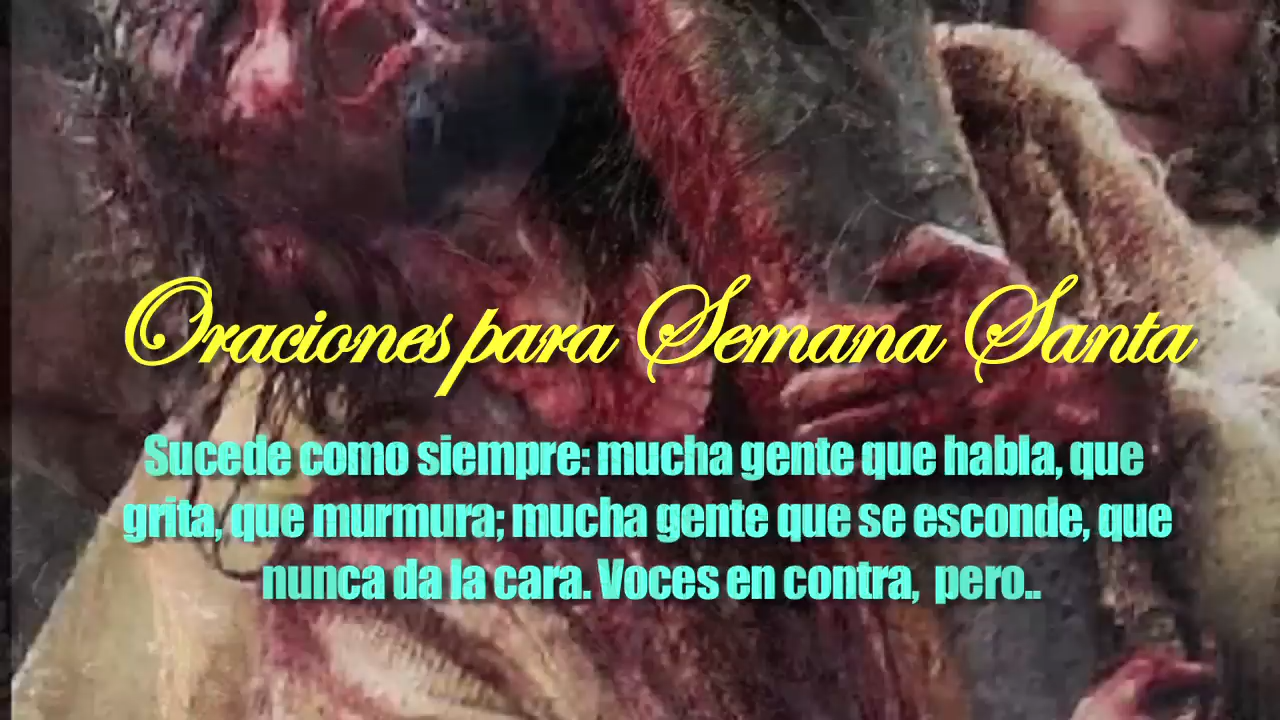 Oraciones para Semana Santa
Sucede como siempre: mucha gente que habla, que
grita, que murmura; mucha gente que se esconde, que
nunca da la cara. Voces en contra, pero..